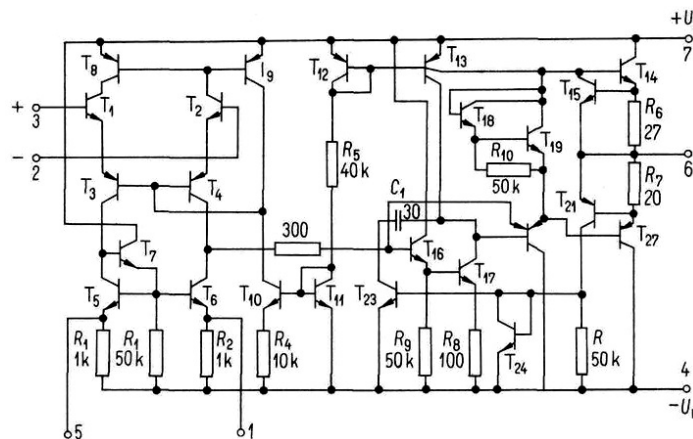 +U
7
T8
T9
T12
T13
T14
T15
+
3
T1
T2
T18
R6
27
T19
-
2
R5
40k
R10
50k
6
T3
T4
C1
30
R7
20
T21
300
T7
T16
T17
T27
T5
T6
T10
T11
T23
R1
1k
R1
50k
R2
1k
R4
10k
R9
50k
R8
100
T24
R
50k
4
-U
5
1